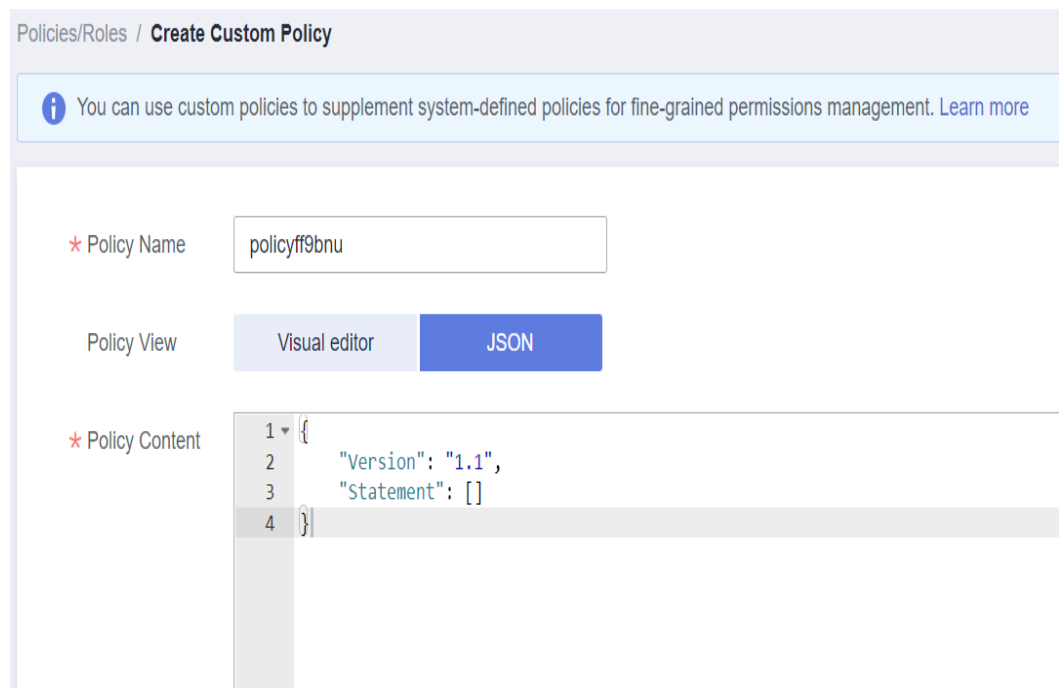 Policies/Roles / Create Custom Policy
You can use custom policies to supplement system-defined policies for fine-grained permissions management. Learn more
* Policy Name policyff9bnu
Policy View Visual editor JSON
* Policy Content
1 {
2 "Version": "1.1",
3 "Statement": []
4 }